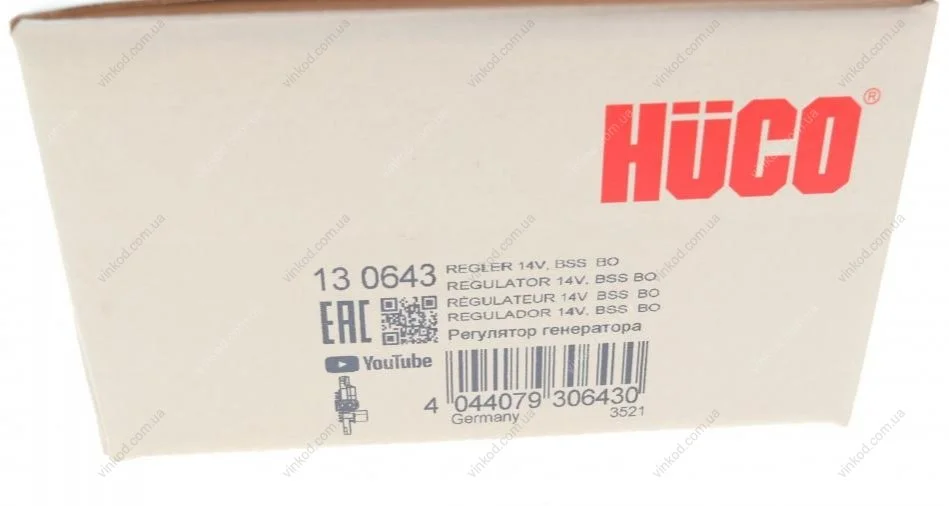 HÜCO®
13 0643
REGLER 14V, BSS BO
REGULATOR 14V, BSS BO
RÉGULATEUR 14V BSS BO
REGULADOR 14V, BSS BO
Регулятор генератора
EAC
YouTube
4 044079 306430
Germany
3521
vinkod.com.ua